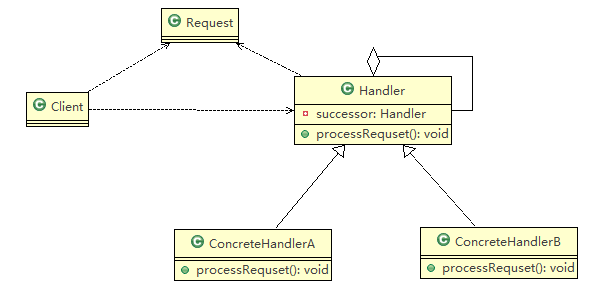 C Request
C Client
C Handler
successor: Handler
processRequset(): void
C ConcreteHandlerA
processRequset(): void
C ConcreteHandlerB
processRequset(): void